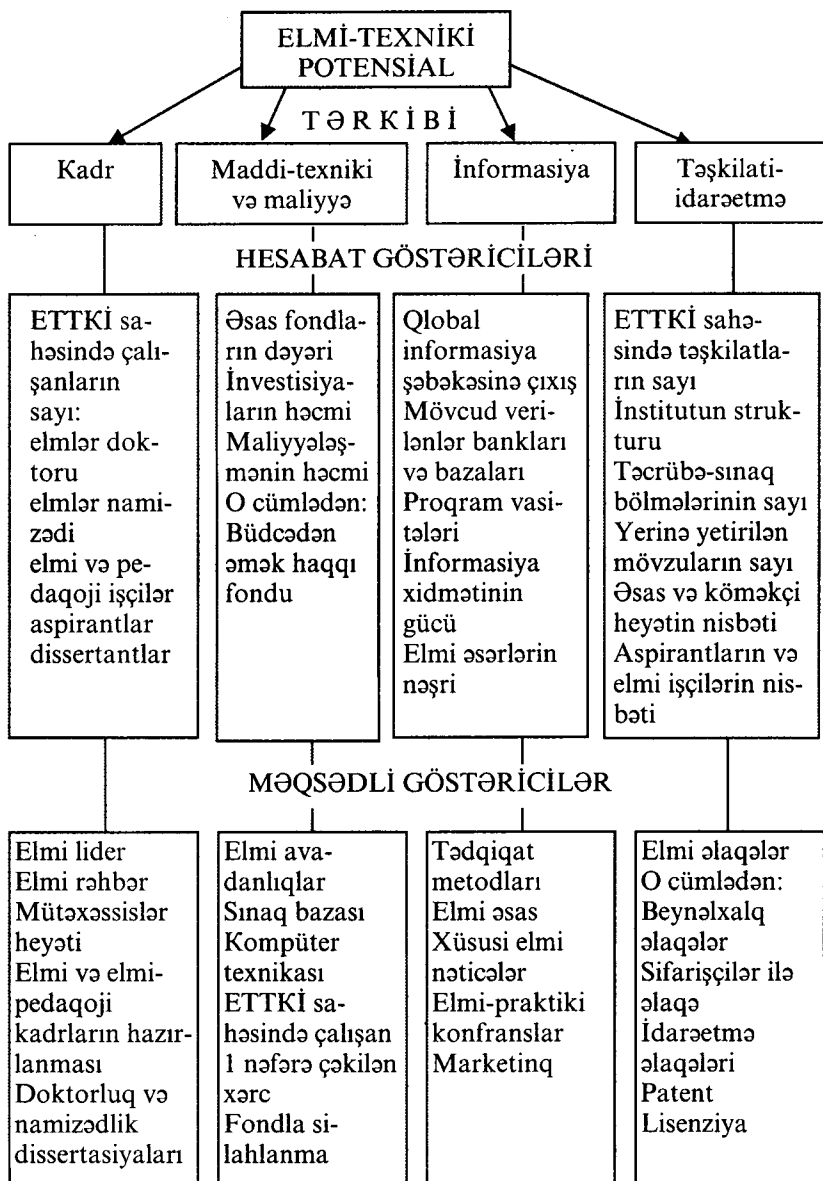 ELMİ-TEXNİKİ
POTENSİAL
TƏRKİBİ
Kadr
Maddi-texniki
və maliyyə
İnformasiya
Təşkilati-
idarəetmə
HESABAT GÖSTƏRİCİLƏRİ
ETTKİ sa-
həsində çalı-
şanların
sayı:
elmlər dok-
toru
elmlər nami-
zədi
elmi və pe-
daqoji işçilər
aspirantlar
dissertantlar
Əsas fondla-
rın dəyəri
İnvestisiya-
ların həcmi
Maliyyələş-
mənin həcmi
O cümlədən:
Büdcədən
əmək haqqı
fondu
Qlobal
informasiya
şəbəkəsinə çıxış
Mövcud veri-
lənlər bankları
və bazaları
Proqram vasi-
tələri
İnformasiya
xidmətinin
gücü
Elmi əsərlərin
nəşri
ETTKİ sahə-
sində təşkilatla-
rın sayı
İnstitutun struk-
turu
Təcrübə-sınaq
bölmələrinin sayı
Yerinə yetirilən
mövzuların sayı
Əsas və köməkçi
heyətin nisbəti
Aspirantların və
elmi işçilərin nis-
bəti
MƏQSƏDLİ GÖSTƏRİCİLƏR
Elmi lider
Elmi rəhbər
Mütəxəssislər
heyəti
Elmi və elmi-
pedaqoji
kadrların hazır-
lanması
Doktorluq və
namizədlik
dissertasiyaları
Elmi ava-
danlıqlar
Sınaq bazası
Kompüter
texnikası
ETTKİ sa-
həsində çalışan
1 nəfərə çəkilən
xərc
Fondla si-
lahlanma
Tədqiqat
metodları
Elmi əsas
Xüsusi elmi
nəticələr
Elmi-praktiki
konfranslar
Marketinq
Elmi əlaqələr
O cümlədən:
Beynəlxalq
əlaqələr
Sifarişçilər ilə
əlaqə
İdarəetmə
əlaqələri
Patent
Lisenziya